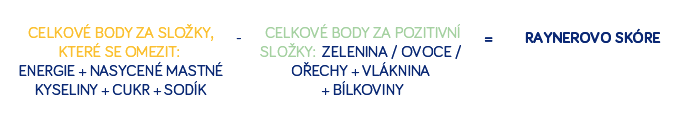 CELKOVÉ BODY ZA SLOŽKY,
KTERÉ SE OMEZIT:
ENERGIE + NASYCENÉ MASTNÉ
KYSELINY + CUKR + SODÍK
-
CELKOVÉ BODY ZA POZITIVNÍ
SLOŽKY: ZELENINA / OVOCE /
OŘECHY + VLÁKNINA
+ BÍLKOVINY
=
RAYNEROVO SKÓRE